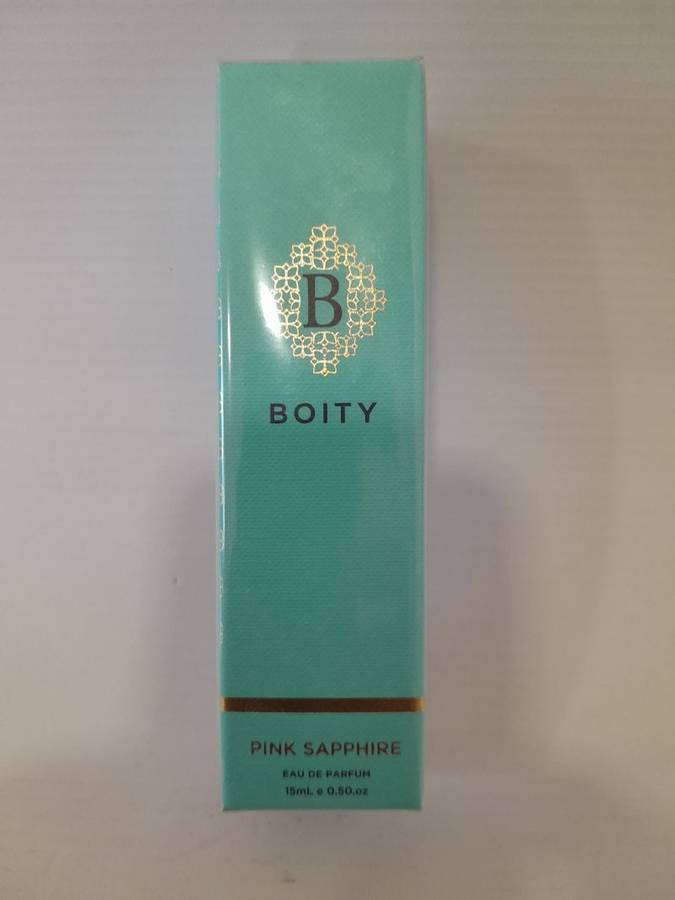 B
BOITY
PINK SAPPHIRE
EAU DE PARFUM
15mL e 0.50.oz